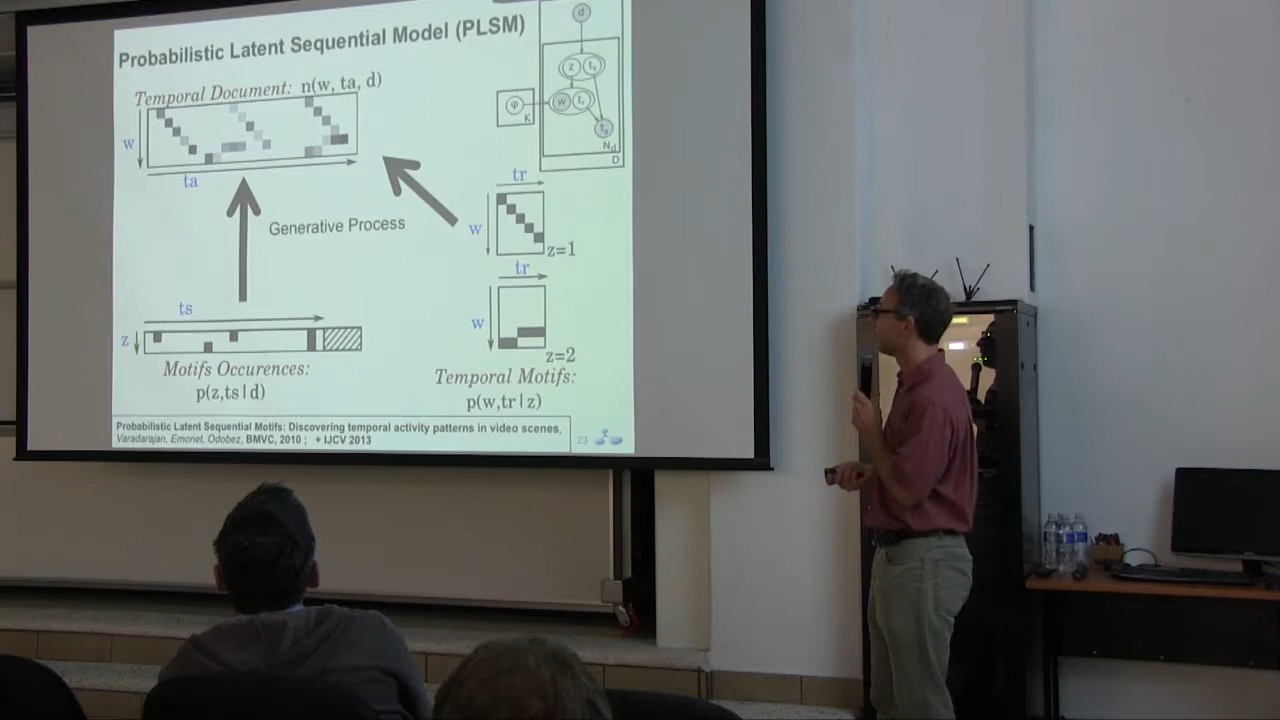 Probabilistic Latent Sequential Model (PLSM)
Temporal Document: n(w, ta, d)
w
ta
Generative Process
ts
z
Motifs Occurences:
p(z,ts|d)
d
z ts
φ w tr
K
ta
Nd
D
tr
w
z=1
tr
w
z=2
Temporal Motifs:
p(w,tr|z)
Probabilistic Latent Sequential Motifs: Discovering temporal activity patterns in video scenes,
Varadarajan, Emonet, Odobez, BMVC, 2010 ; + IJCV 2013
23